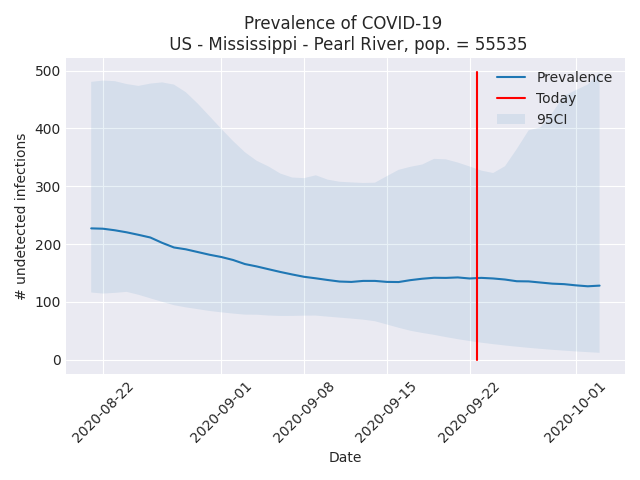 Prevalence of COVID-19
US - Mississippi - Pearl River, pop. = 55535
500
400
300
200
100
0
# undetected infections
Prevalence
Today
95CI
2020-08-22
2020-09-01
2020-09-08
2020-09-15
2020-09-22
2020-10-01
Date